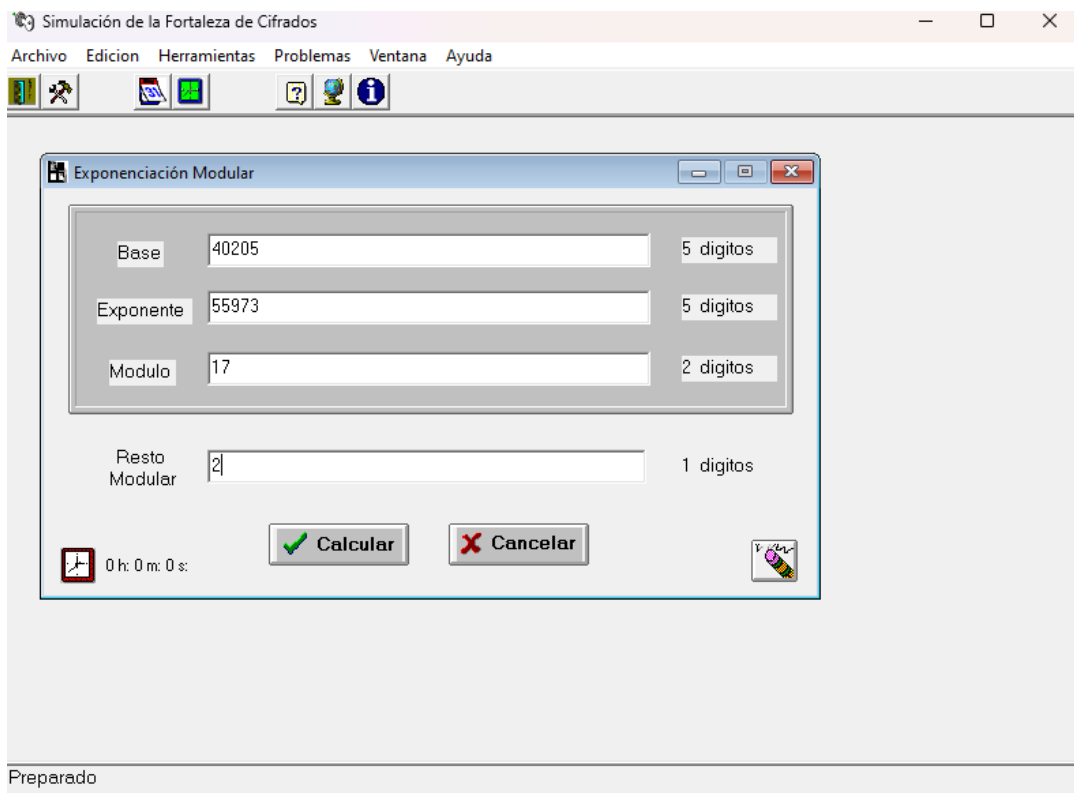 Simulación de la Fortaleza de Cifrados
Archivo Edicion Herramientas Problemas Ventana Ayuda
Exponenciación Modular
Base 40205 5 digitos
Exponente 55973 5 digitos
Modulo 17 2 digitos
Resto
Modular 2 1 digitos
Calcular Cancelar
0 h: 0 m: 0 s:
Preparado